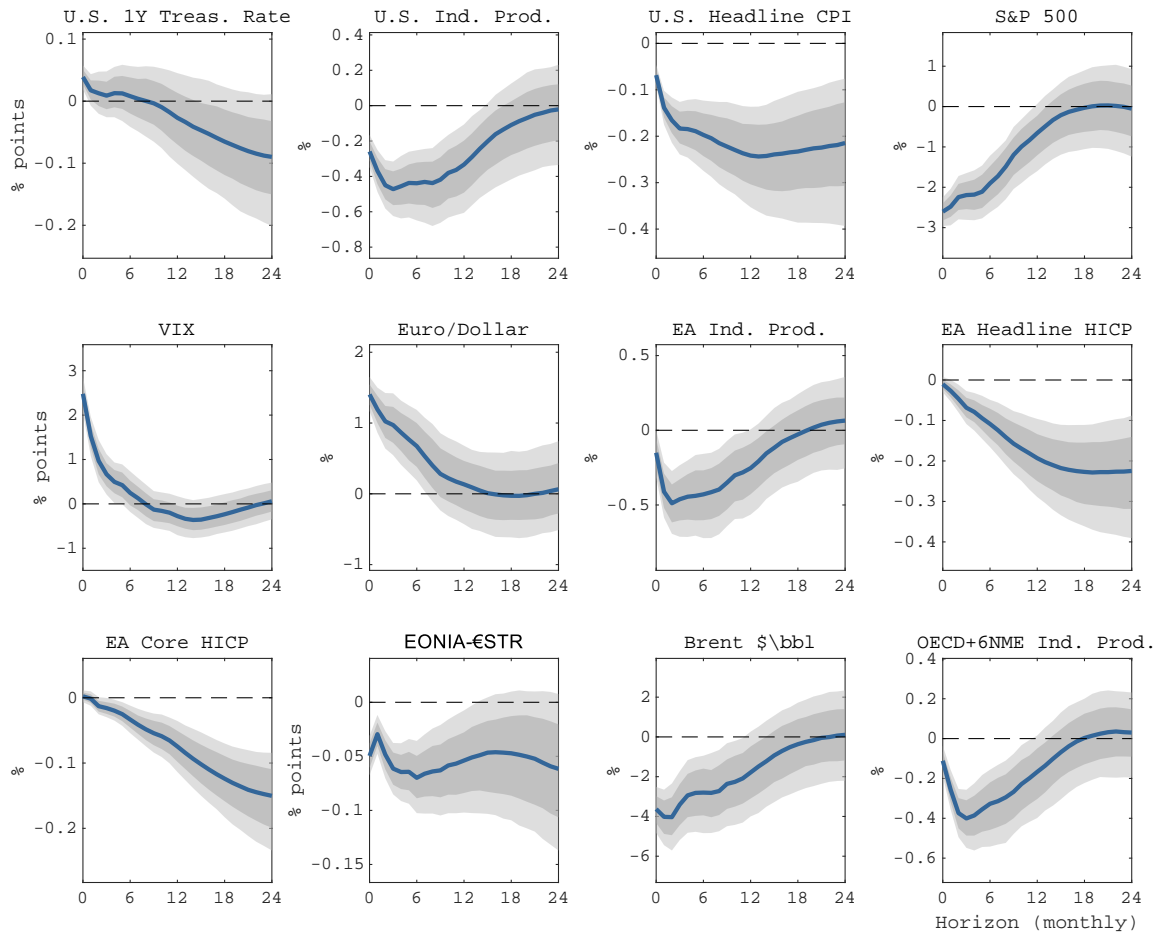 U.S. 1Y Treas. Rate
U.S. Ind. Prod.
U.S. Headline CPI
S&P 500
% points
0.1
0
-0.1
-0.2
0 6 12 18 24
%
0.4
0.2
0
-0.2
-0.4
-0.6
-0.8
0 6 12 18 24
%
0
-0.1
-0.2
-0.3
-0.4
0 6 12 18 24
%
1
0
-1
-2
-3
0 6 12 18 24
VIX
Euro/Dollar
EA Ind. Prod.
EA Headline HICP
% points
3
2
1
0
-1
0 6 12 18 24
%
2
1
0
-1
0 6 12 18 24
%
0.5
0
-0.5
0 6 12 18 24
%
0
-0.1
-0.2
-0.3
-0.4
0 6 12 18 24
EA Core HICP
EONIA-€STR
Brent $\bbl
OECD+6NME Ind. Prod.
%
0
-0.1
-0.2
0 6 12 18 24
% points
0
-0.05
-0.1
-0.15
0 6 12 18 24
%
2
0
-2
-4
-6
0 6 12 18 24
%
0.4
0.2
0
-0.2
-0.4
-0.6
0 6 12 18 24
Horizon (monthly)